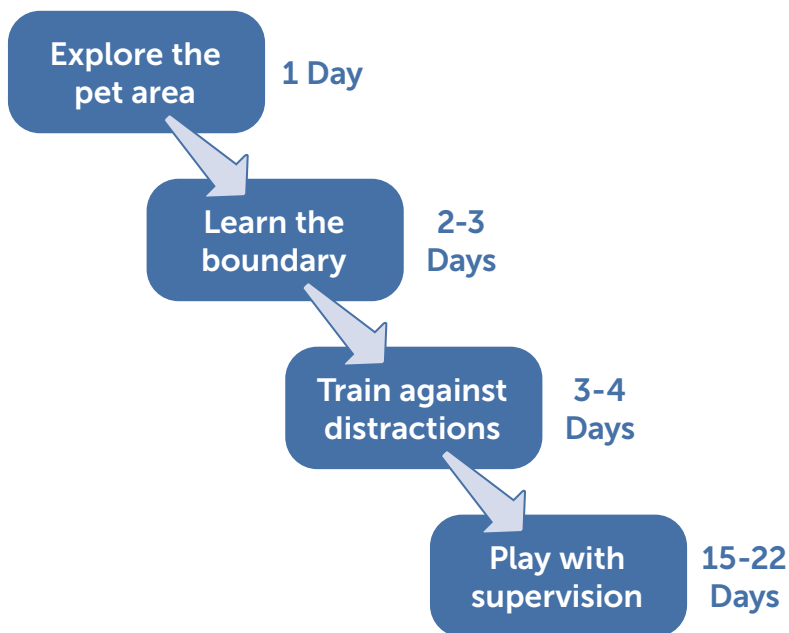 Explore the
pet area
1 Day
Learn the
boundary
2-3
Days
Train against
distractions
3-4
Days
Play with
supervision
15-22
Days